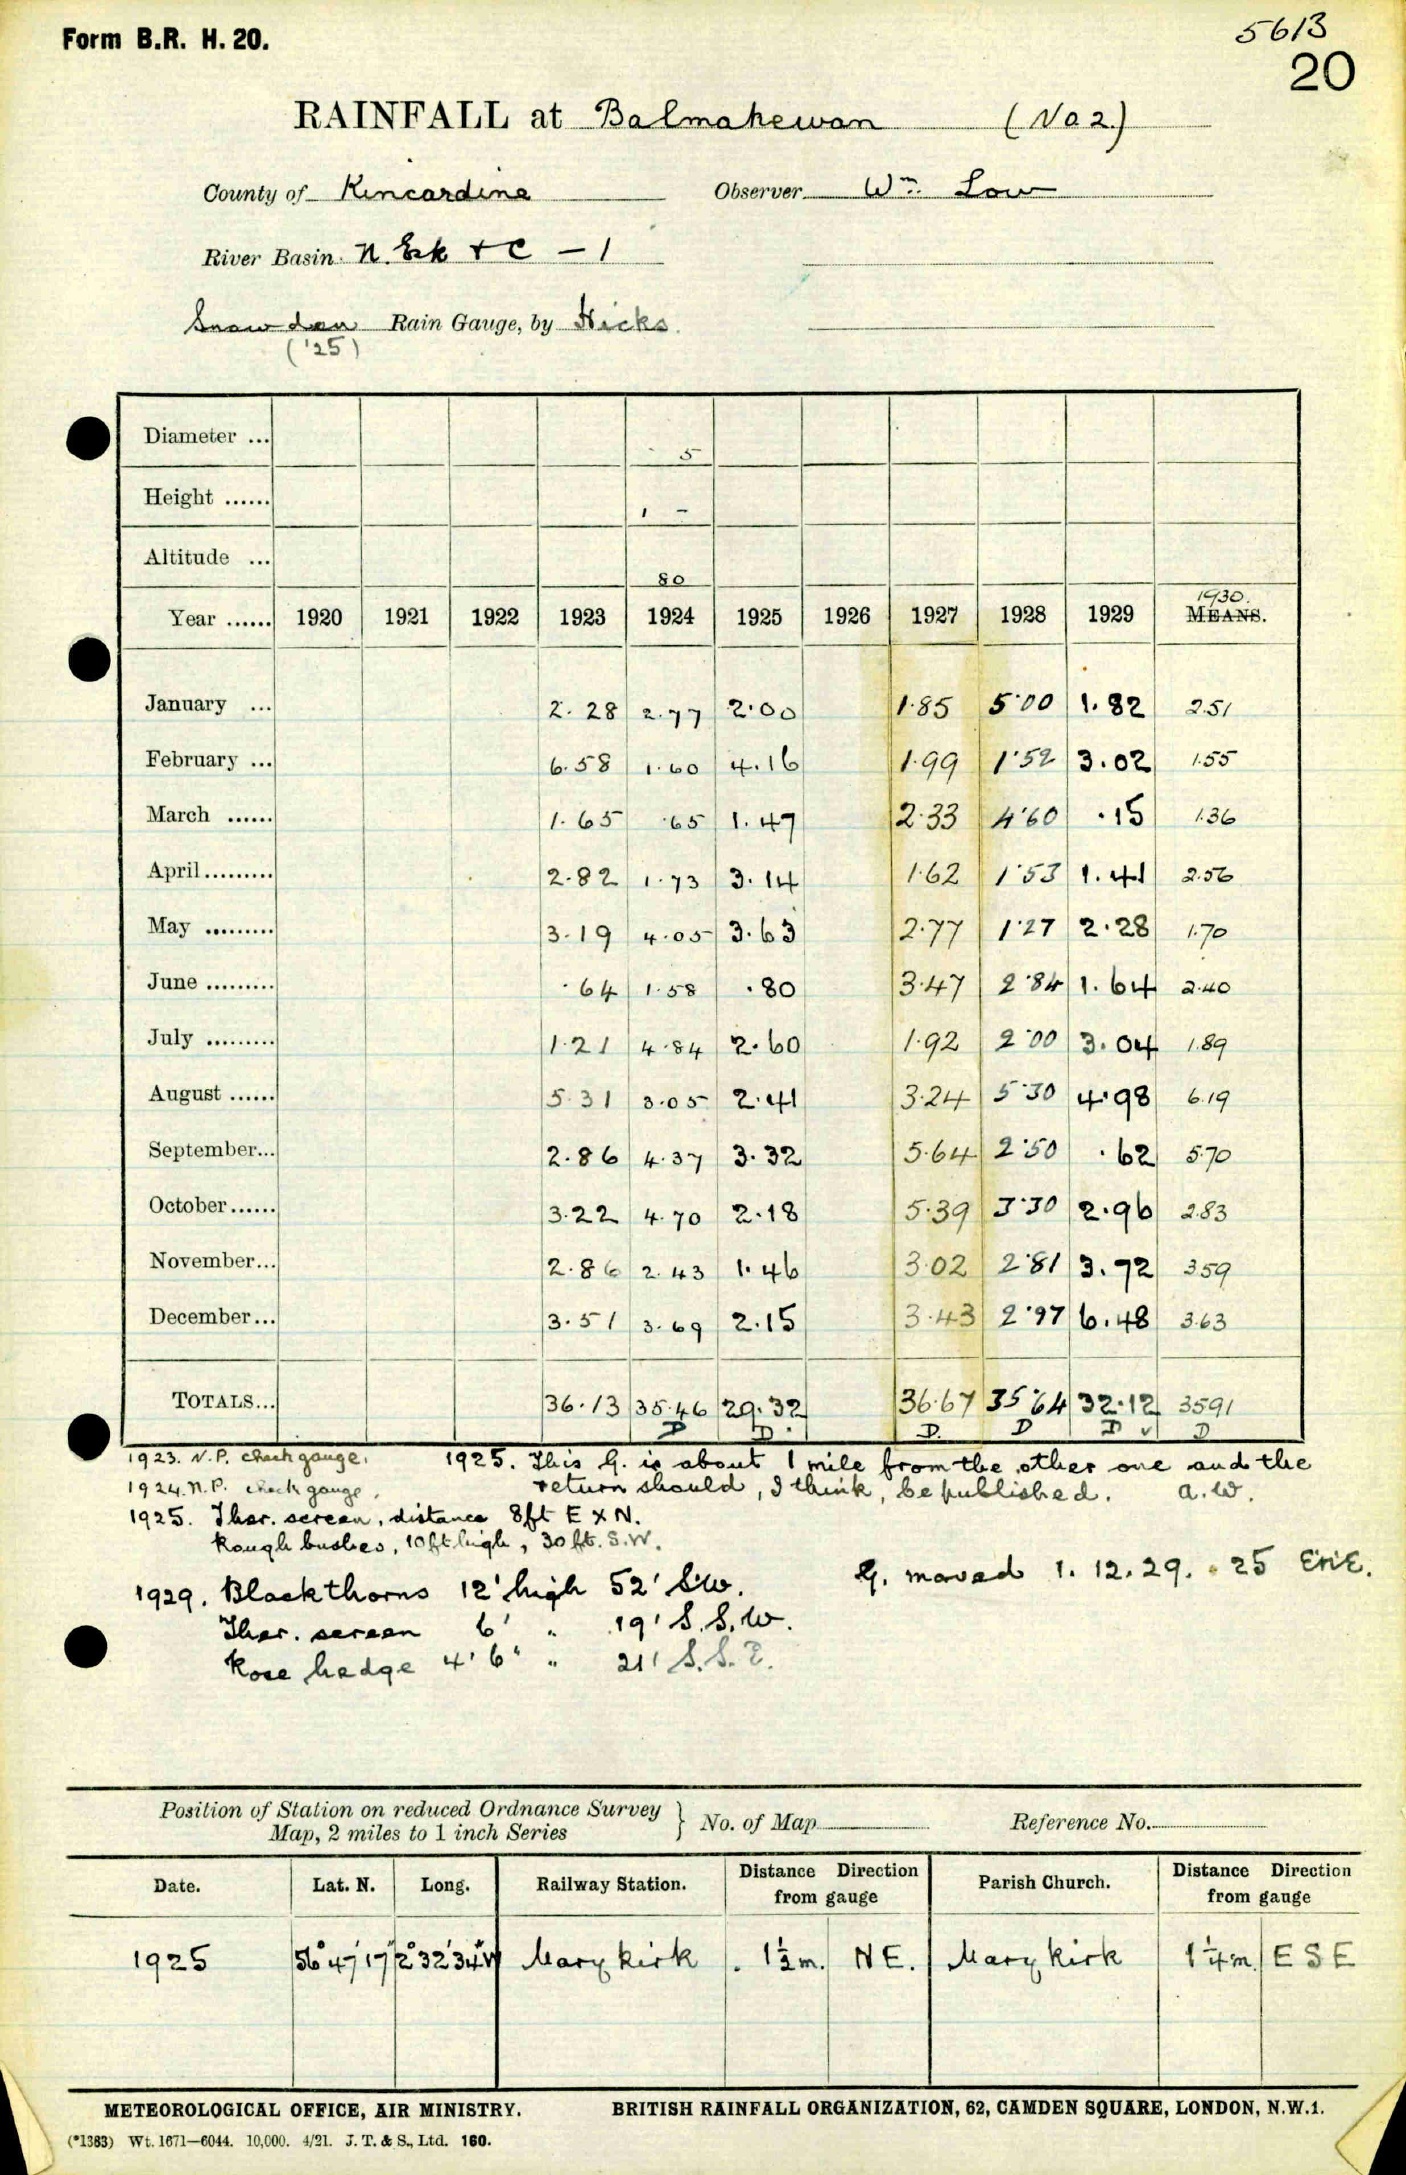 Form B.R. H. 20.
5613
20
RAINFALL at Balmakewan (No 2.)
County of Kincardine Observer Wm. Low
River Basin N. Esk + C – 1
Snowdon Rain Gauge, by Hicks.
('25)
Diameter ... 5
Height ...... 1 -
Altitude ... 80
1930.
Year ...... 1920 1921 1922 1923 1924 1925 1926 1927 1928 1929 MEANS.
January ... 2.28 2.77 2.00 1.85 5.00 1.82 2.51
February ... 6.58 1.60 4.16 1.99 1.52 3.02 1.55
March ...... 1.65 .65 1.47 2.33 4.60 .15 1.36
April ......... 2.82 1.73 3.14 1.62 1.53 1.41 2.56
May ......... 3.19 4.05 3.63 2.77 1.27 2.28 1.70
June ......... .64 1.58 .80 3.47 2.84 1.64 2.40
July ......... 1.21 4.84 2.60 1.92 2.00 3.04 1.89
August ...... 5.31 3.05 2.41 3.24 5.30 4.98 6.19
September... 2.86 4.37 3.32 5.64 2.50 .62 5.70
October...... 3.22 4.70 2.18 5.39 3.30 2.96 2.83
November... 2.86 2.43 1.46 3.02 2.81 3.72 3.59
December... 3.51 3.69 2.15 3.43 2.97 6.48 3.63
TOTALS... 36.13 35.46 29.32 36.67 35.64 32.12 35.91
D D. D. D D ✓ D
1923. N.P. check gauge. 1925. This G. is about 1 mile from the other one and the
1924. N.P. check gauge. return should, I think, be published. a.w.
1925. Ther. screen, distance 8ft E x N.
Rough bushes, 10ft high, 30 ft. S.W.
1929. Blackthorns 12' high 52' SW. G. moved 1.12.29. 25 ENE.
Ther. screen 6' " 19' S.S.W.
Rose hedge 4' 6" " 21' S.S.E.
Position of Station on reduced Ordnance Survey } No. of Map Reference No.
Map, 2 miles to 1 inch Series
Date. Lat. N. Long. Railway Station. Distance Direction from gauge Parish Church. Distance Direction from gauge
1925 56° 47' 17" 2° 32' 34" W Marykirk 1½ m. NE. Marykirk 1¼ m. ESE
METEOROLOGICAL OFFICE, AIR MINISTRY. BRITISH RAINFALL ORGANIZATION, 62, CAMDEN SQUARE, LONDON, N.W.1.
(*1383) Wt. 1671—6044. 10,000. 4/21. J. T. & S., Ltd. 160.